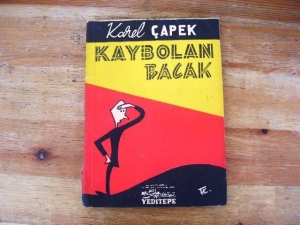 Karel ÇAPEK
KAYBOLAN
BACAK
YEDİTEPE